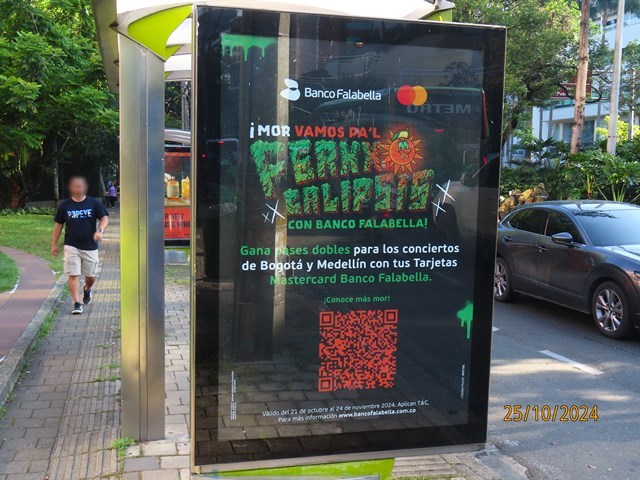 Banco Falabella
¡MOR VAMOS PA'L
FERXXO
CALIPSIS
CON BANCO FALABELLA!
Gana pases dobles para los conciertos
de Bogotá y Medellín con tus Tarjetas
Mastercard Banco Falabella.
¡Conoce más mor!
Válido del 21 de octubre al 24 de noviembre 2024. Aplican T&C.
Para más información www.bancofalabella.com.co
METRO
POPEYE
25/10/2024